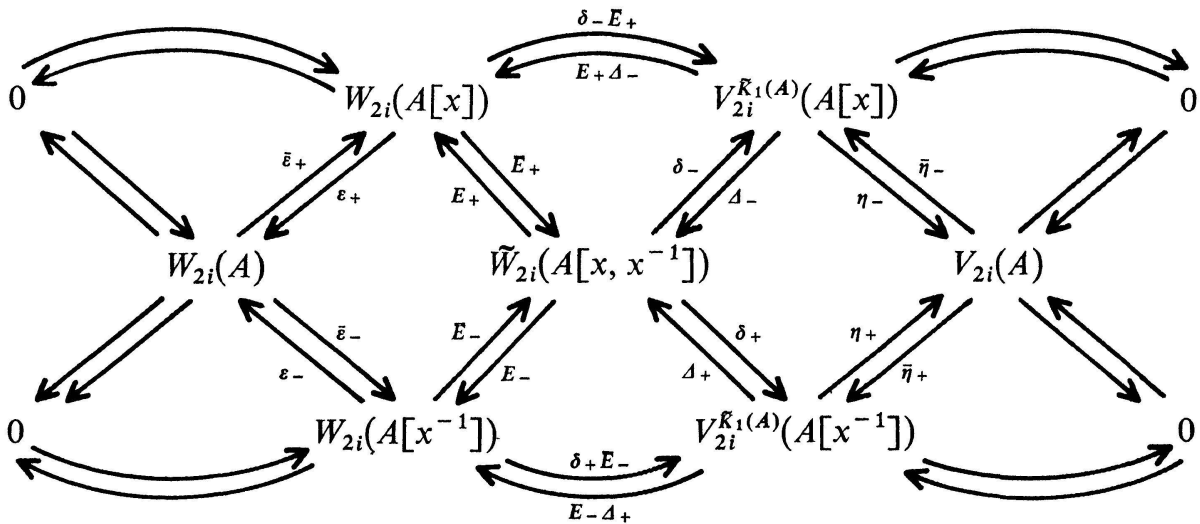 δ₋Ē₊
E₊Δ₋
0 W₂ᵢ(A[x]) V₂ᵢ^{K̃₁(A)}(A[x]) 0
ε̄₊ Ē₊ δ₋ η̄₋
ε₊ E₊ Δ₋ η₋
W₂ᵢ(A) W̃₂ᵢ(A[x, x⁻¹]) V₂ᵢ(A)
ε̄₋ Ē₋ δ₊ η₊
ε₋ E₋ Δ₊ η̄₊
0 W₂ᵢ(A[x⁻¹]) V₂ᵢ^{K̃₁(A)}(A[x⁻¹]) 0
δ₊Ē₋
E₋Δ₊